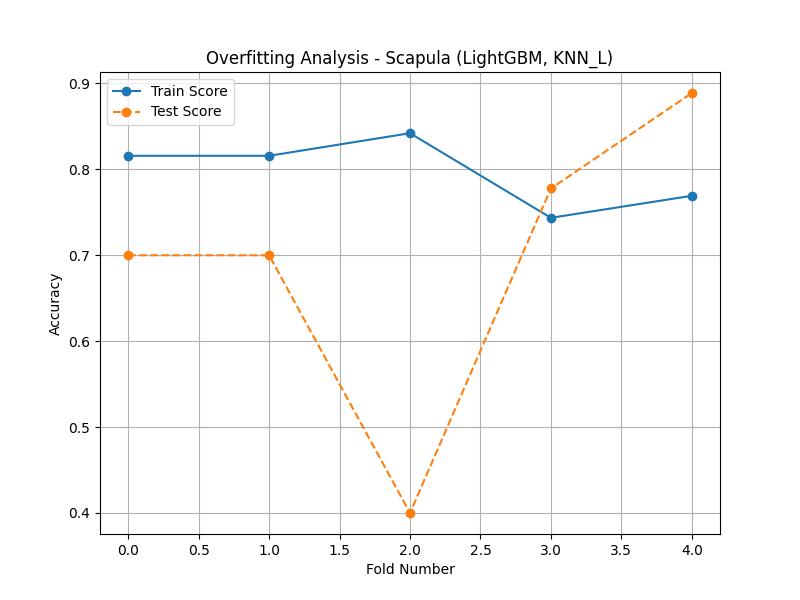 Overfitting Analysis - Scapula (LightGBM, KNN_L)
Train Score
Test Score
0.9
0.8
0.7
0.6
0.5
0.4
Accuracy
0.0 0.5 1.0 1.5 2.0 2.5 3.0 3.5 4.0
Fold Number